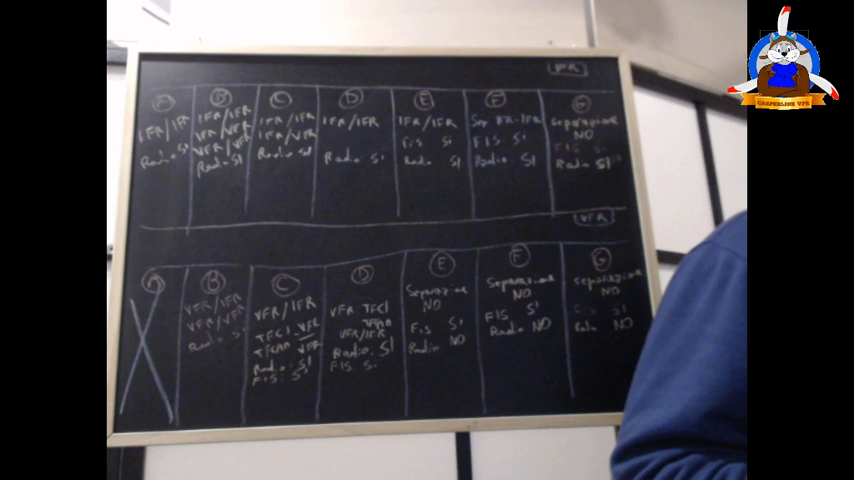 IFR
A
IFR/IFR
Radio Si
B
IFR/IFR
IFR/VFR
VFR/VFR
Radio SI
C
IFR/IFR
IFR/VFR
Radio SI
D
IFR/IFR
Radio SI
E
IFR/IFR
Fis Si
Radio SI
F
Sep IFR-IFR
FIS Si
Radio SI
G
Separazione
NO
FIS Si
Radio SI
VFR
A
B
VFR/IFR
VFR/VFR
Radio Si
C
VFR/IFR
VFR
VFR
Radio SI
FIS. Si
D
VFR
VFR/IFR
Radio. SI
FIS. Si
E
Separazione
NO
Fis Si
Radio NO
F
Separazione
NO
FIS Si
Radio NO
G
Separazione
NO
FIS SI
Radio NO
CASPERLINE VFR